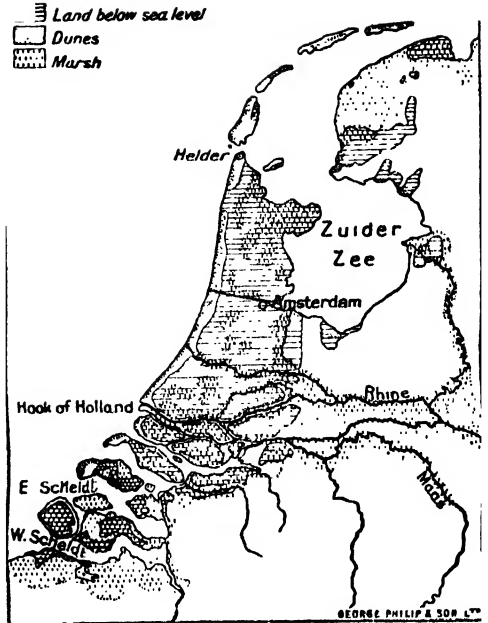 Land below sea level
Dunes
Marsh
Helder
Zuider
Zee
Amsterdam
Rhine
Hook of Holland
Maas
E Scheldt
W. Scheldt
GEORGE PHILIP & SON LTD